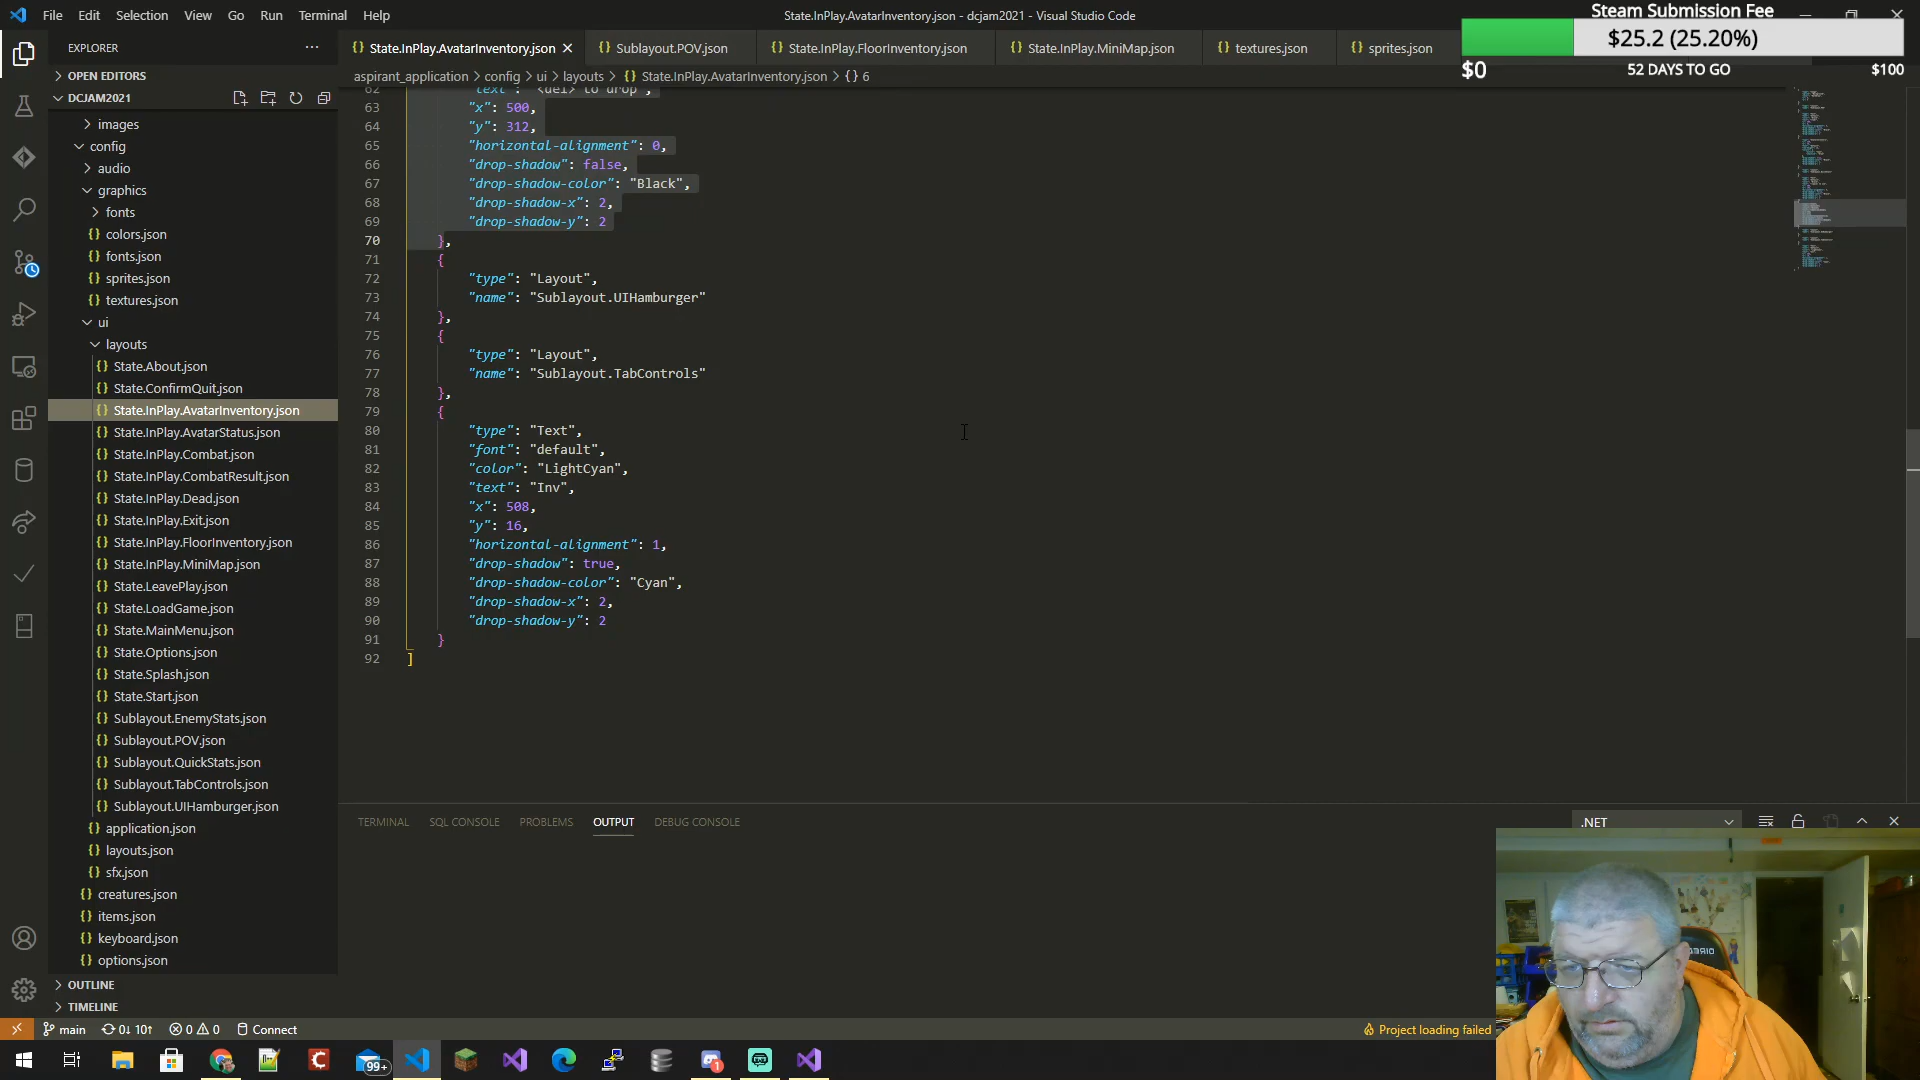 File Edit Selection View Go Run Terminal Help
State.InPlay.AvatarInventory.json - dcjam2021 - Visual Studio Code
Steam Submission Fee
$25.2 (25.20%)
$0
52 DAYS TO GO
$100
EXPLORER
State.InPlay.AvatarInventory.json
Sublayout.POV.json
State.InPlay.FloorInventory.json
State.InPlay.MiniMap.json
textures.json
sprites.json
aspirant_application > config > ui > layouts > State.InPlay.AvatarInventory.json > {} 6
OPEN EDITORS
DCJAM2021
images
config
audio
graphics
fonts
colors.json
fonts.json
sprites.json
textures.json
ui
layouts
State.About.json
State.ConfirmQuit.json
State.InPlay.AvatarInventory.json
State.InPlay.AvatarStatus.json
State.InPlay.Combat.json
State.InPlay.CombatResult.json
State.InPlay.Dead.json
State.InPlay.Exit.json
State.InPlay.FloorInventory.json
State.InPlay.MiniMap.json
State.LeavePlay.json
State.LoadGame.json
State.MainMenu.json
State.Options.json
State.Splash.json
State.Start.json
Sublayout.EnemyStats.json
Sublayout.POV.json
Sublayout.QuickStats.json
Sublayout.TabControls.json
Sublayout.UIHamburger.json
application.json
layouts.json
sfx.json
creatures.json
items.json
keyboard.json
options.json
OUTLINE
TIMELINE
62 "text": "<del> to drop",
63 "x": 500,
64 "y": 312,
65 "horizontal-alignment": 0,
66 "drop-shadow": false,
67 "drop-shadow-color": "Black",
68 "drop-shadow-x": 2,
69 "drop-shadow-y": 2
70 },
71 {
72 "type": "Layout",
73 "name": "Sublayout.UIHamburger"
74 },
75 {
76 "type": "Layout",
77 "name": "Sublayout.TabControls"
78 },
79 {
80 "type": "Text",
81 "font": "default",
82 "color": "LightCyan",
83 "text": "Inv",
84 "x": 508,
85 "y": 16,
86 "horizontal-alignment": 1,
87 "drop-shadow": true,
88 "drop-shadow-color": "Cyan",
89 "drop-shadow-x": 2,
90 "drop-shadow-y": 2
91 }
92 ]
TERMINAL SQL CONSOLE PROBLEMS OUTPUT DEBUG CONSOLE
.NET
main 0↓ 10↑ 0 0 Connect
Project loading failed
99+
1